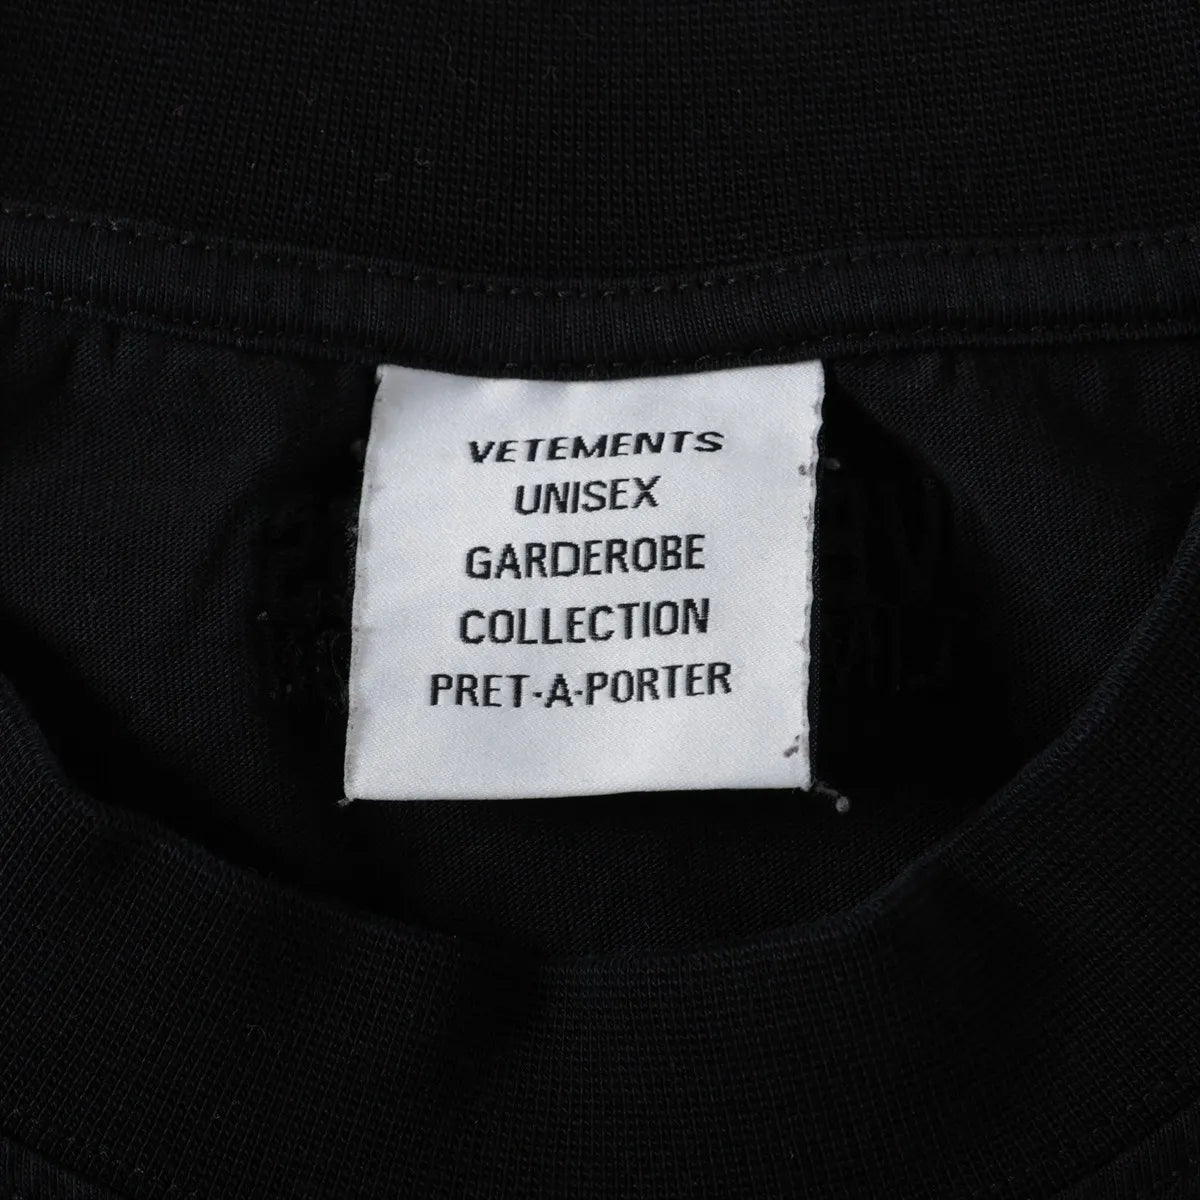 VETEMENTS
UNISEX
GARDEROBE
COLLECTION
PRET-A-PORTER